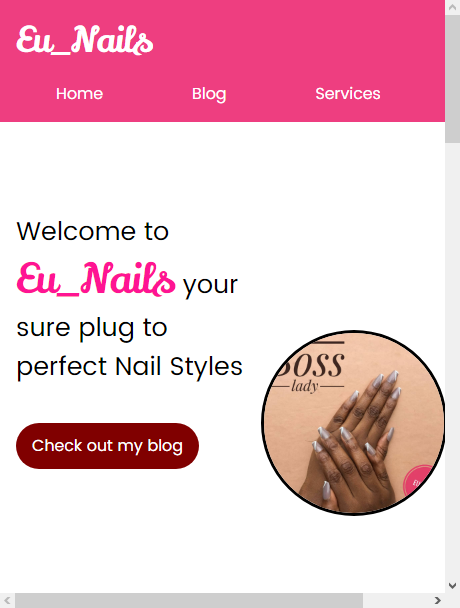 Eu_Nails
Home Blog Services
Welcome to
Eu_Nails your
sure plug to
perfect Nail Styles
BOSS
lady
Check out my blog